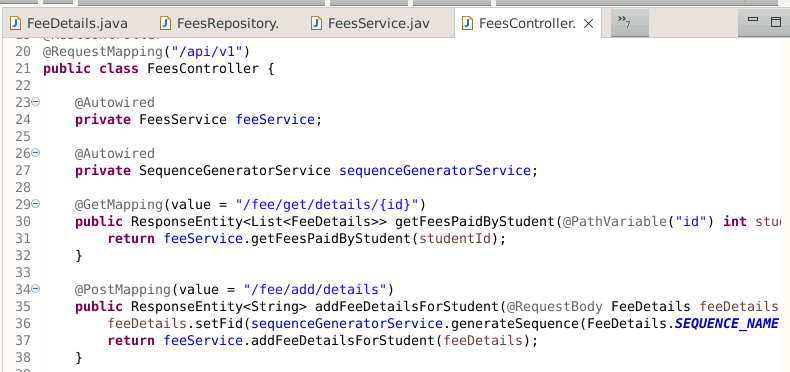 FeeDetails.java FeesRepository. FeesService.jav FeesController. "7
20 @RequestMapping("/api/v1")
21 public class FeesController {
22
23 @Autowired
24 private FeesService feeService;
25
26 @Autowired
27 private SequenceGeneratorService sequenceGeneratorService;
28
29 @GetMapping(value = "/fee/get/details/{id}")
30 public ResponseEntity<List<FeeDetails>> getFeesPaidByStudent(@PathVariable("id") int stu
31 return feeService.getFeesPaidByStudent(studentId);
32 }
33
34 @PostMapping(value = "/fee/add/details")
35 public ResponseEntity<String> addFeeDetailsForStudent(@RequestBody FeeDetails feeDetails
36 feeDetails.setFid(sequenceGeneratorService.generateSequence(FeeDetails.SEQUENCE_NAME
37 return feeService.addFeeDetailsForStudent(feeDetails);
38 }